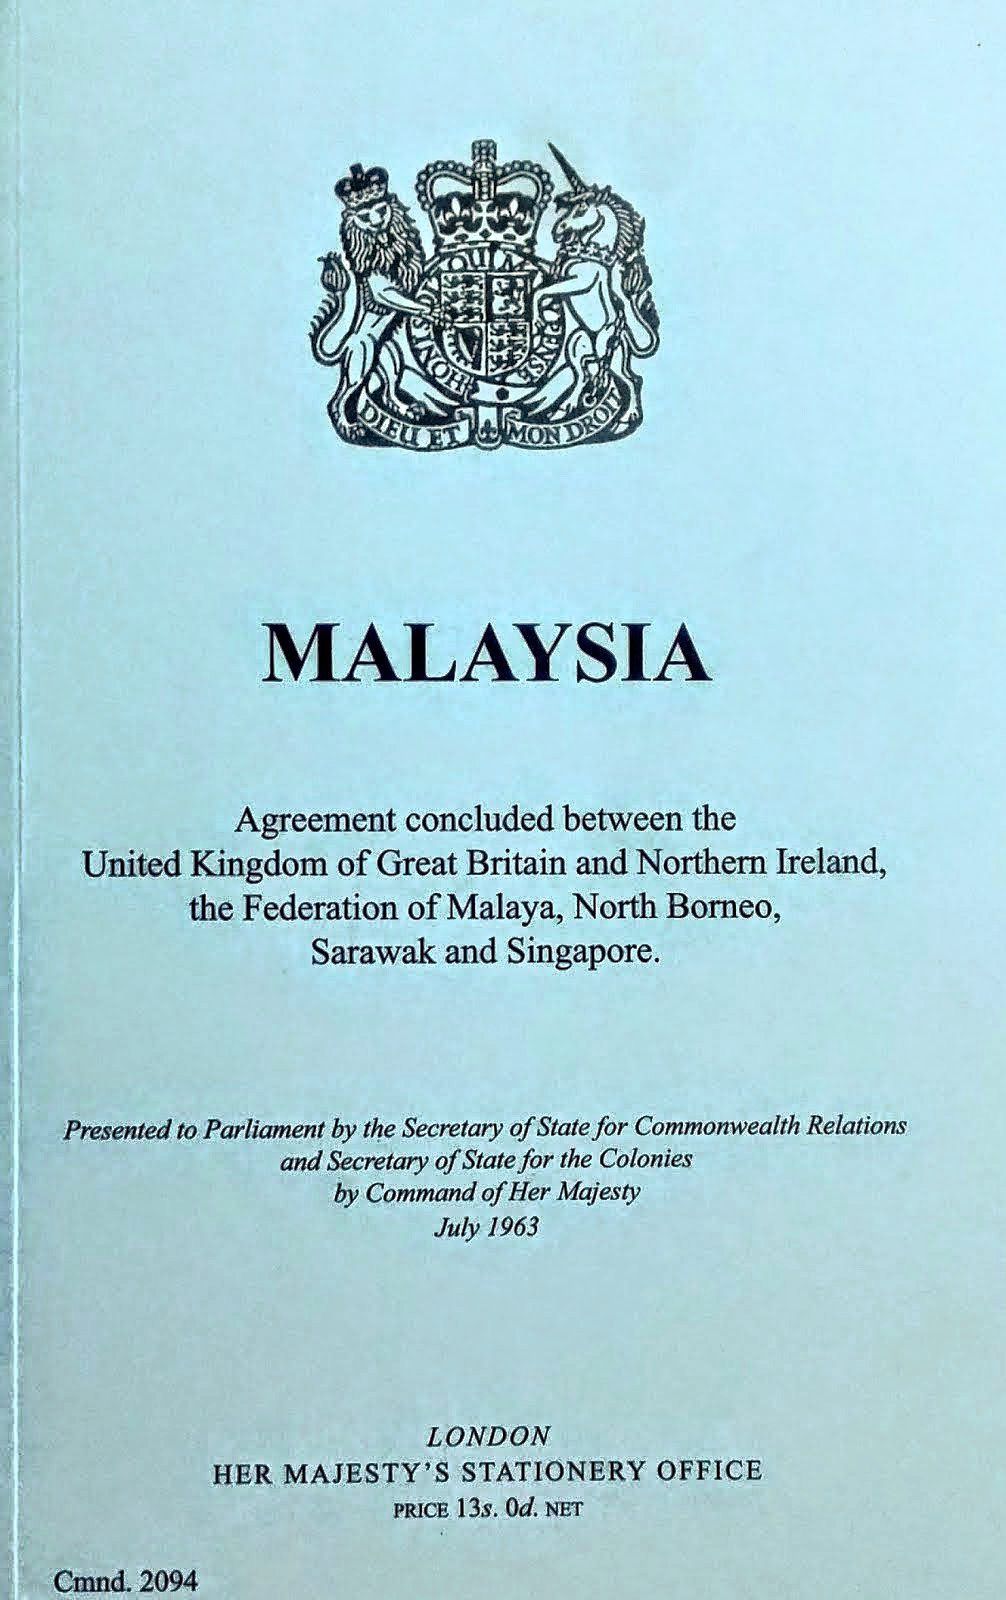 HONI SOIT QUI MAL Y PENSE
DIEU ET MON DROIT
MALAYSIA
Agreement concluded between the
United Kingdom of Great Britain and Northern Ireland,
the Federation of Malaya, North Borneo,
Sarawak and Singapore.
Presented to Parliament by the Secretary of State for Commonwealth Relations
and Secretary of State for the Colonies
by Command of Her Majesty
July 1963
LONDON
HER MAJESTY'S STATIONERY OFFICE
PRICE 13s. 0d. NET
Cmnd. 2094